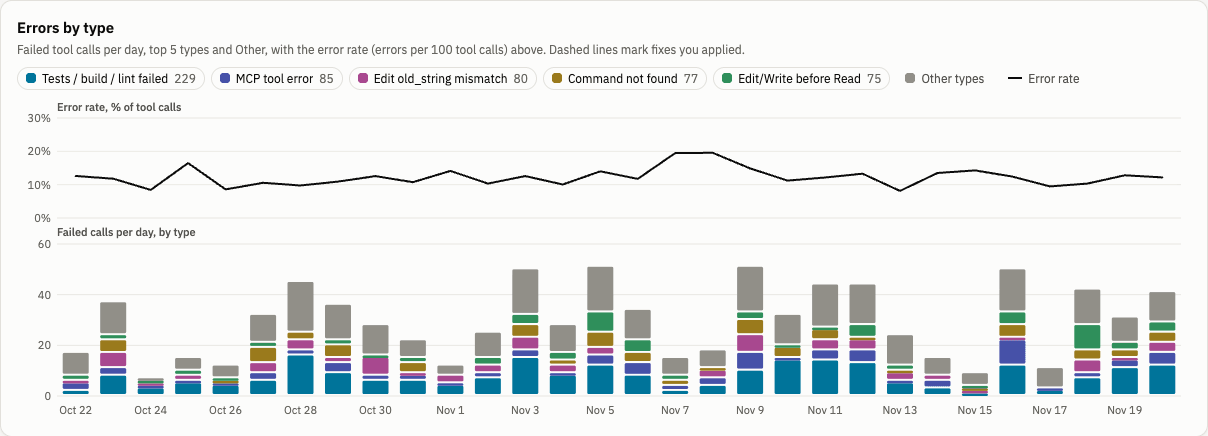 Errors by type
Failed tool calls per day, top 5 types and Other, with the error rate (errors per 100 tool calls) above. Dashed lines mark fixes you applied.
Tests / build / lint failed 229 MCP tool error 85 Edit old_string mismatch 80 Command not found 77 Edit/Write before Read 75 Other types Error rate
Error rate, % of tool calls
30%
20%
10%
0%
Failed calls per day, by type
60
40
20
0
Oct 22 Oct 24 Oct 26 Oct 28 Oct 30 Nov 1 Nov 3 Nov 5 Nov 7 Nov 9 Nov 11 Nov 13 Nov 15 Nov 17 Nov 19